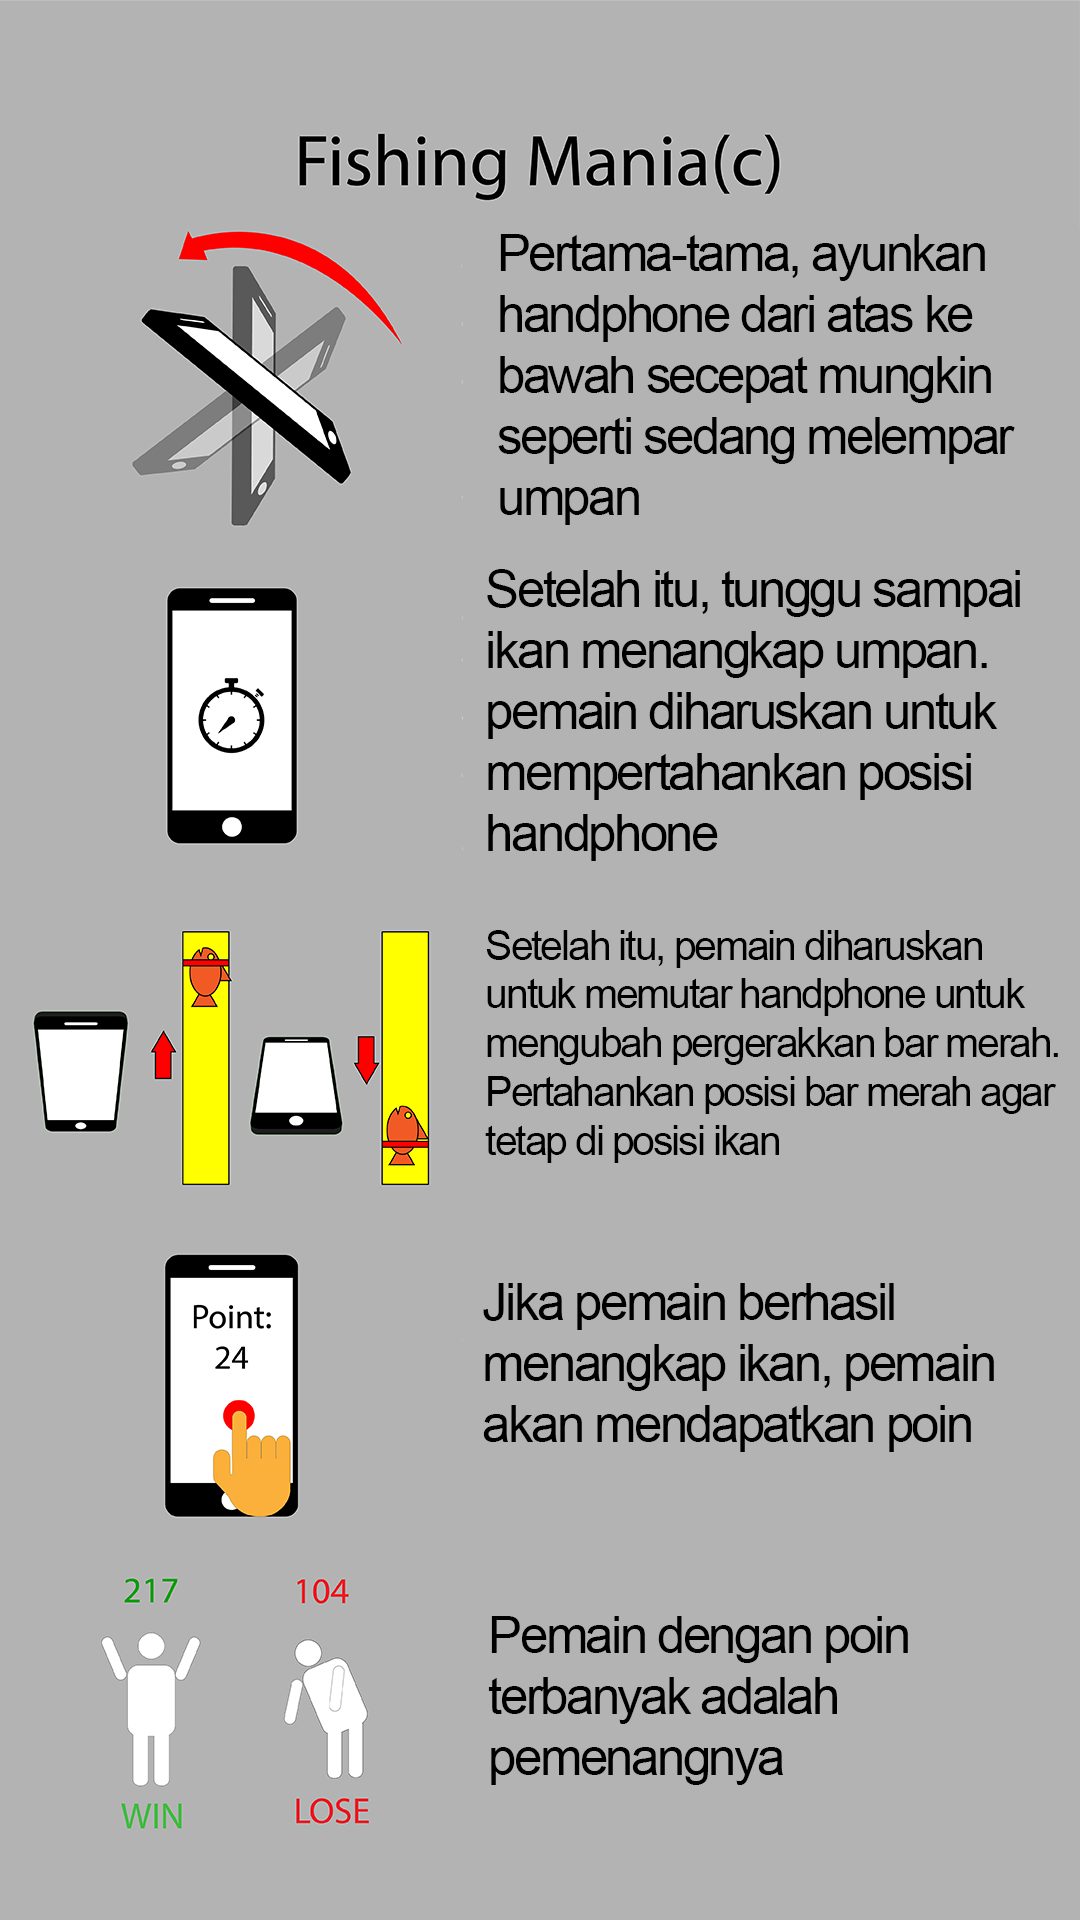 Fishing Mania(c)
Pertama-tama, ayunkan
handphone dari atas ke
bawah secepat mungkin
seperti sedang melempar
umpan
Setelah itu, tunggu sampai
ikan menangkap umpan.
pemain diharuskan untuk
mempertahankan posisi
handphone
Setelah itu, pemain diharuskan
untuk memutar handphone untuk
mengubah pergerakkan bar merah.
Pertahankan posisi bar merah agar
tetap di posisi ikan
Point:
24
Jika pemain berhasil
menangkap ikan, pemain
akan mendapatkan poin
217
104
WIN
LOSE
Pemain dengan poin
terbanyak adalah
pemenangnya